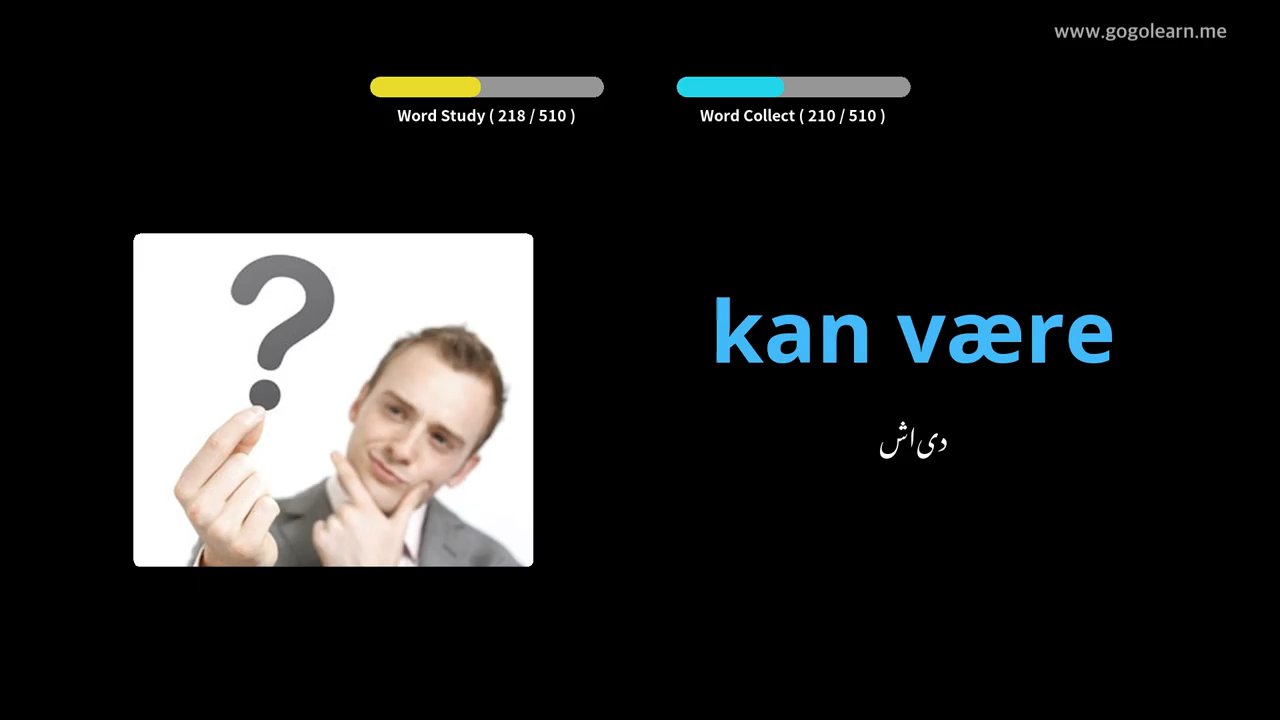 www.gogolearn.me
Word Study ( 218 / 510 )
Word Collect ( 210 / 510 )
kan være
دی‌اش